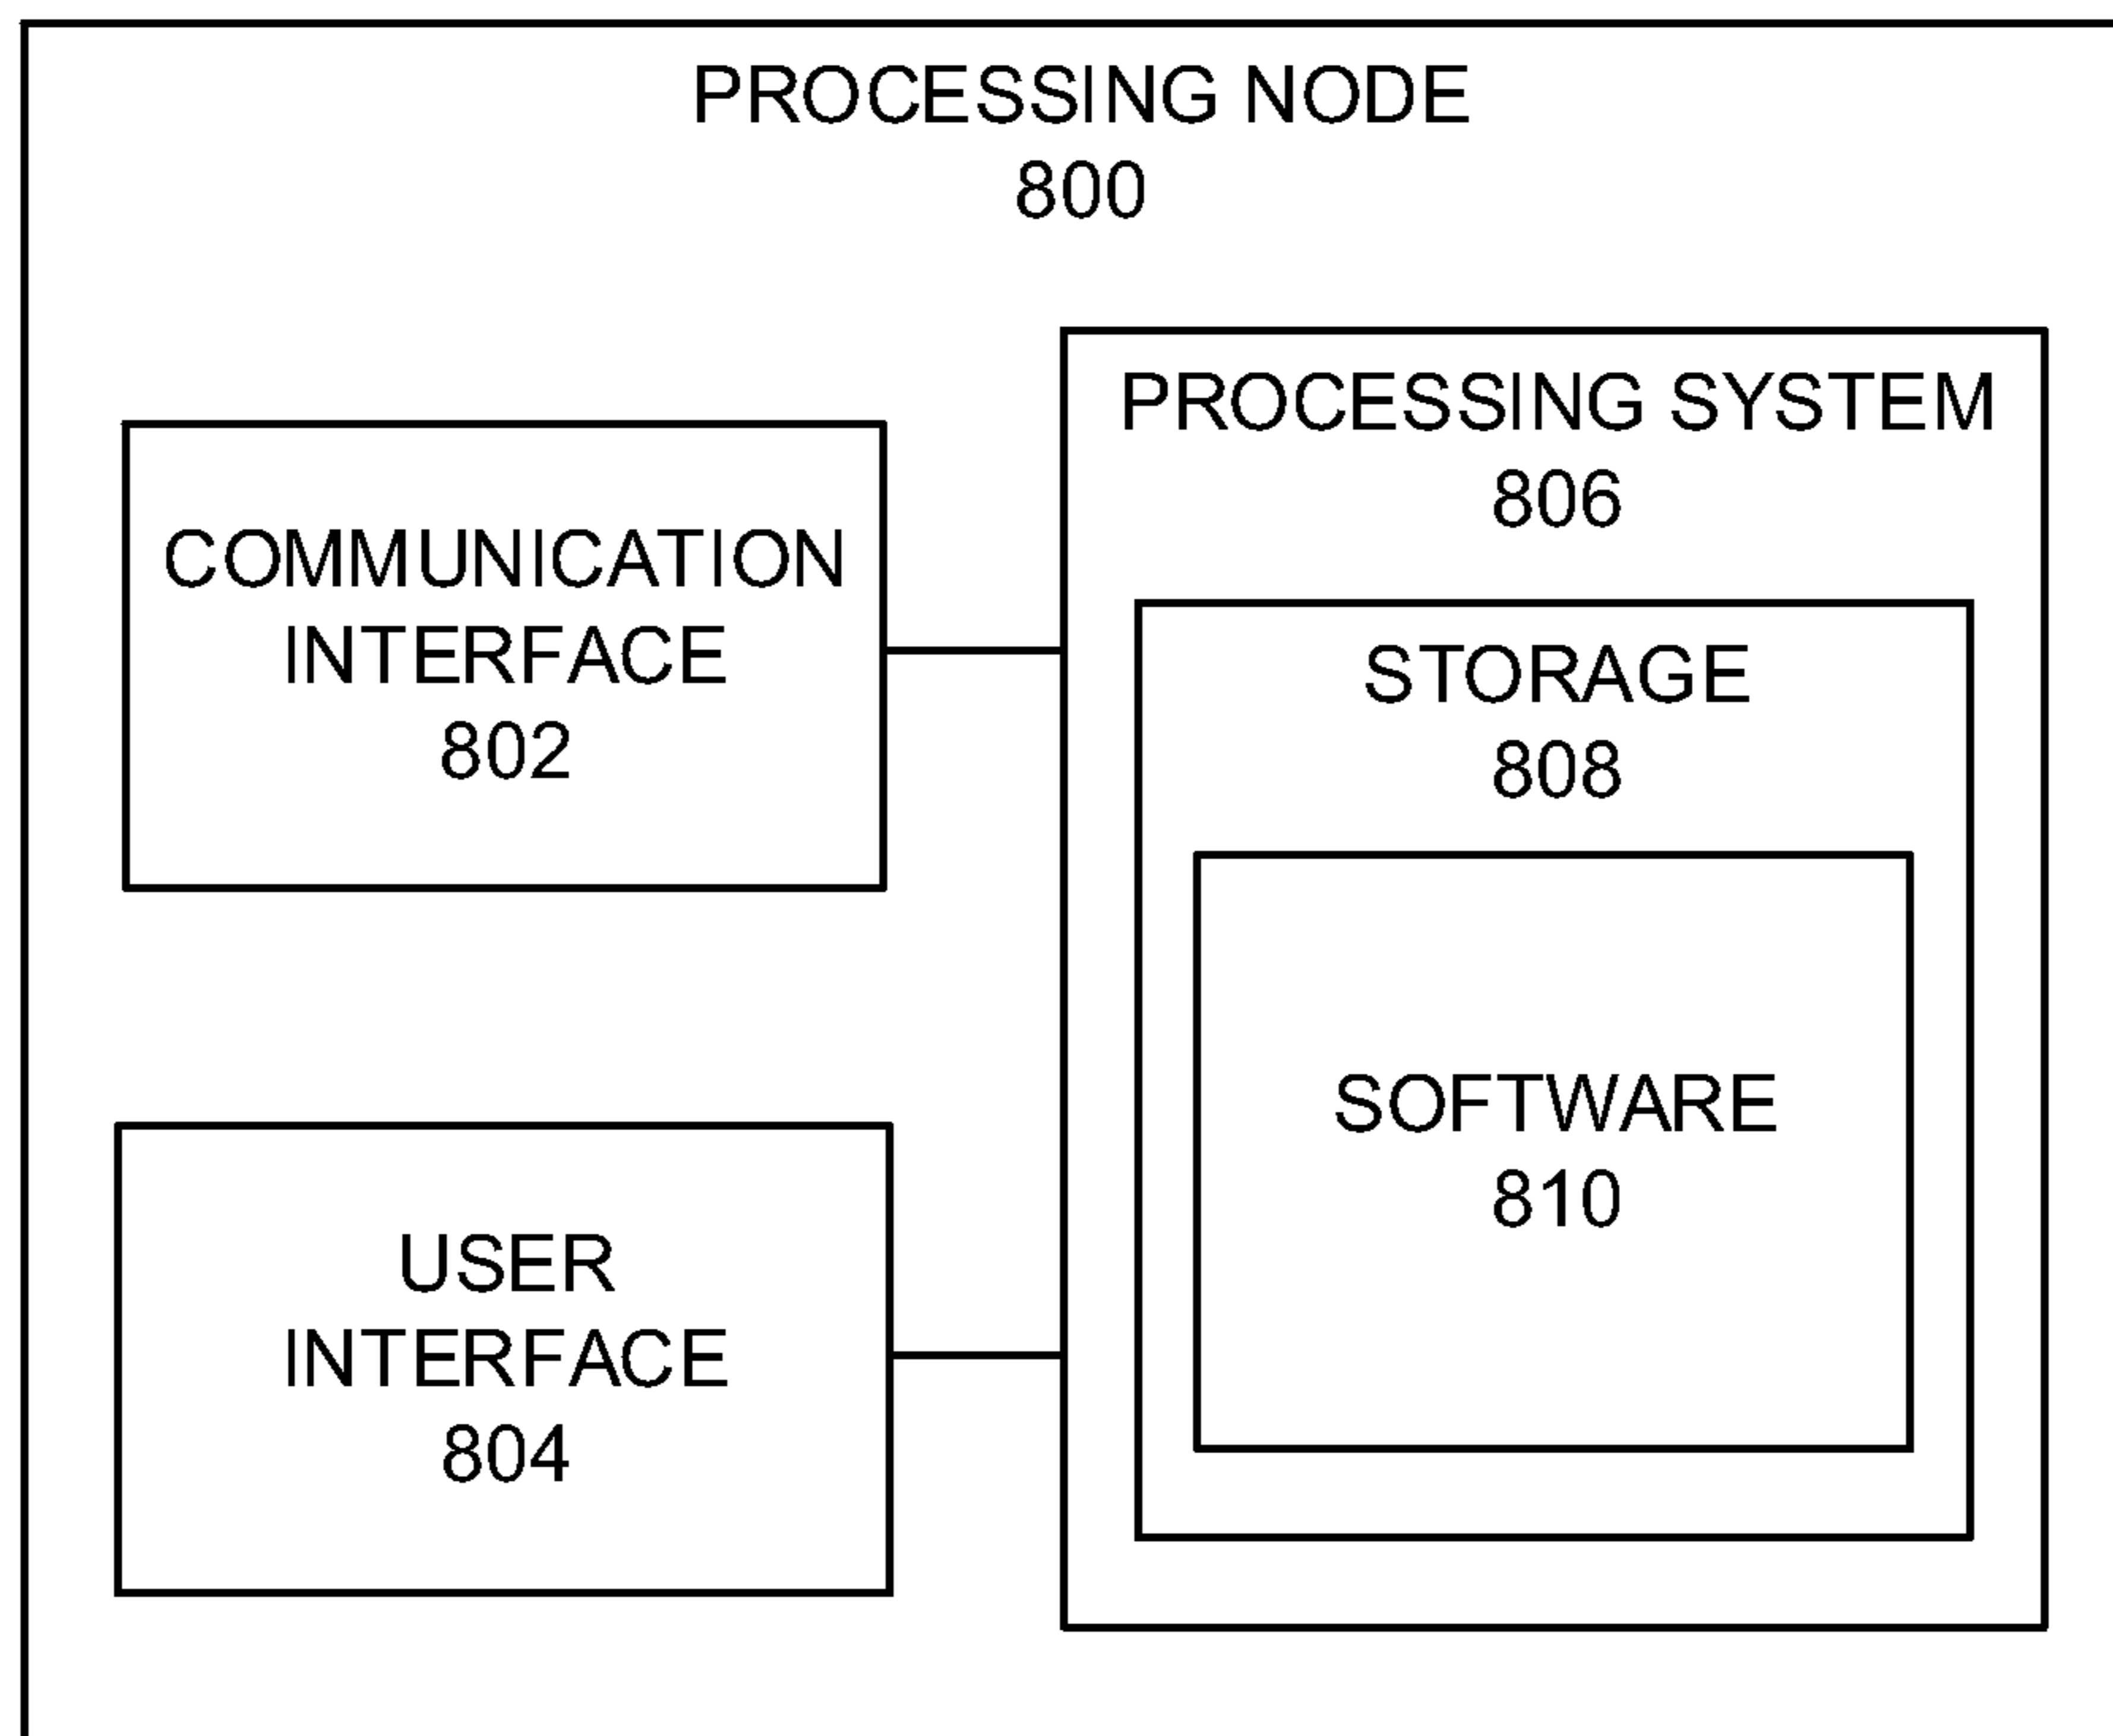 PROCESSING NODE
800
COMMUNICATION
INTERFACE
802
USER
INTERFACE
804
PROCESSING SYSTEM
806
STORAGE
808
SOFTWARE
810